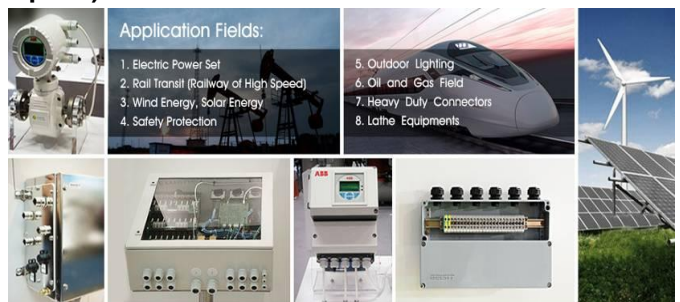 Application Fields:
1. Electric Power Set
2. Rail Transit (Railway of High Speed)
3. Wind Energy, Solar Energy
4. Safety Protection
5. Outdoor Lighting
6. Oil and Gas Field
7. Heavy Duty Connectors
8. Lathe Equipments
ABB